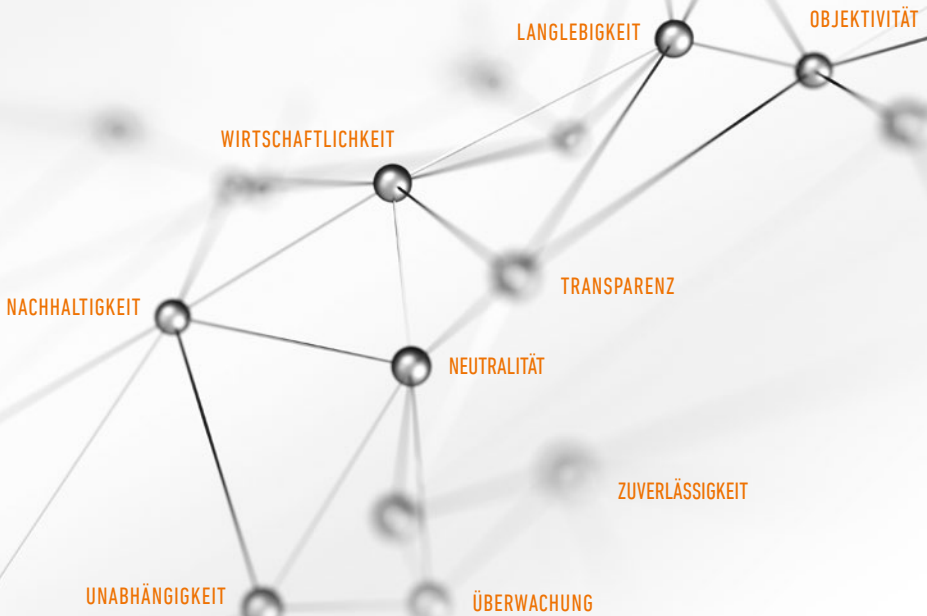 OBJEKTIVITÄT
LANGLEBIGKEIT
WIRTSCHAFTLICHKEIT
TRANSPARENZ
NACHHALTIGKEIT
NEUTRALITÄT
ZUVERLÄSSIGKEIT
UNABHÄNGIGKEIT
ÜBERWACHUNG